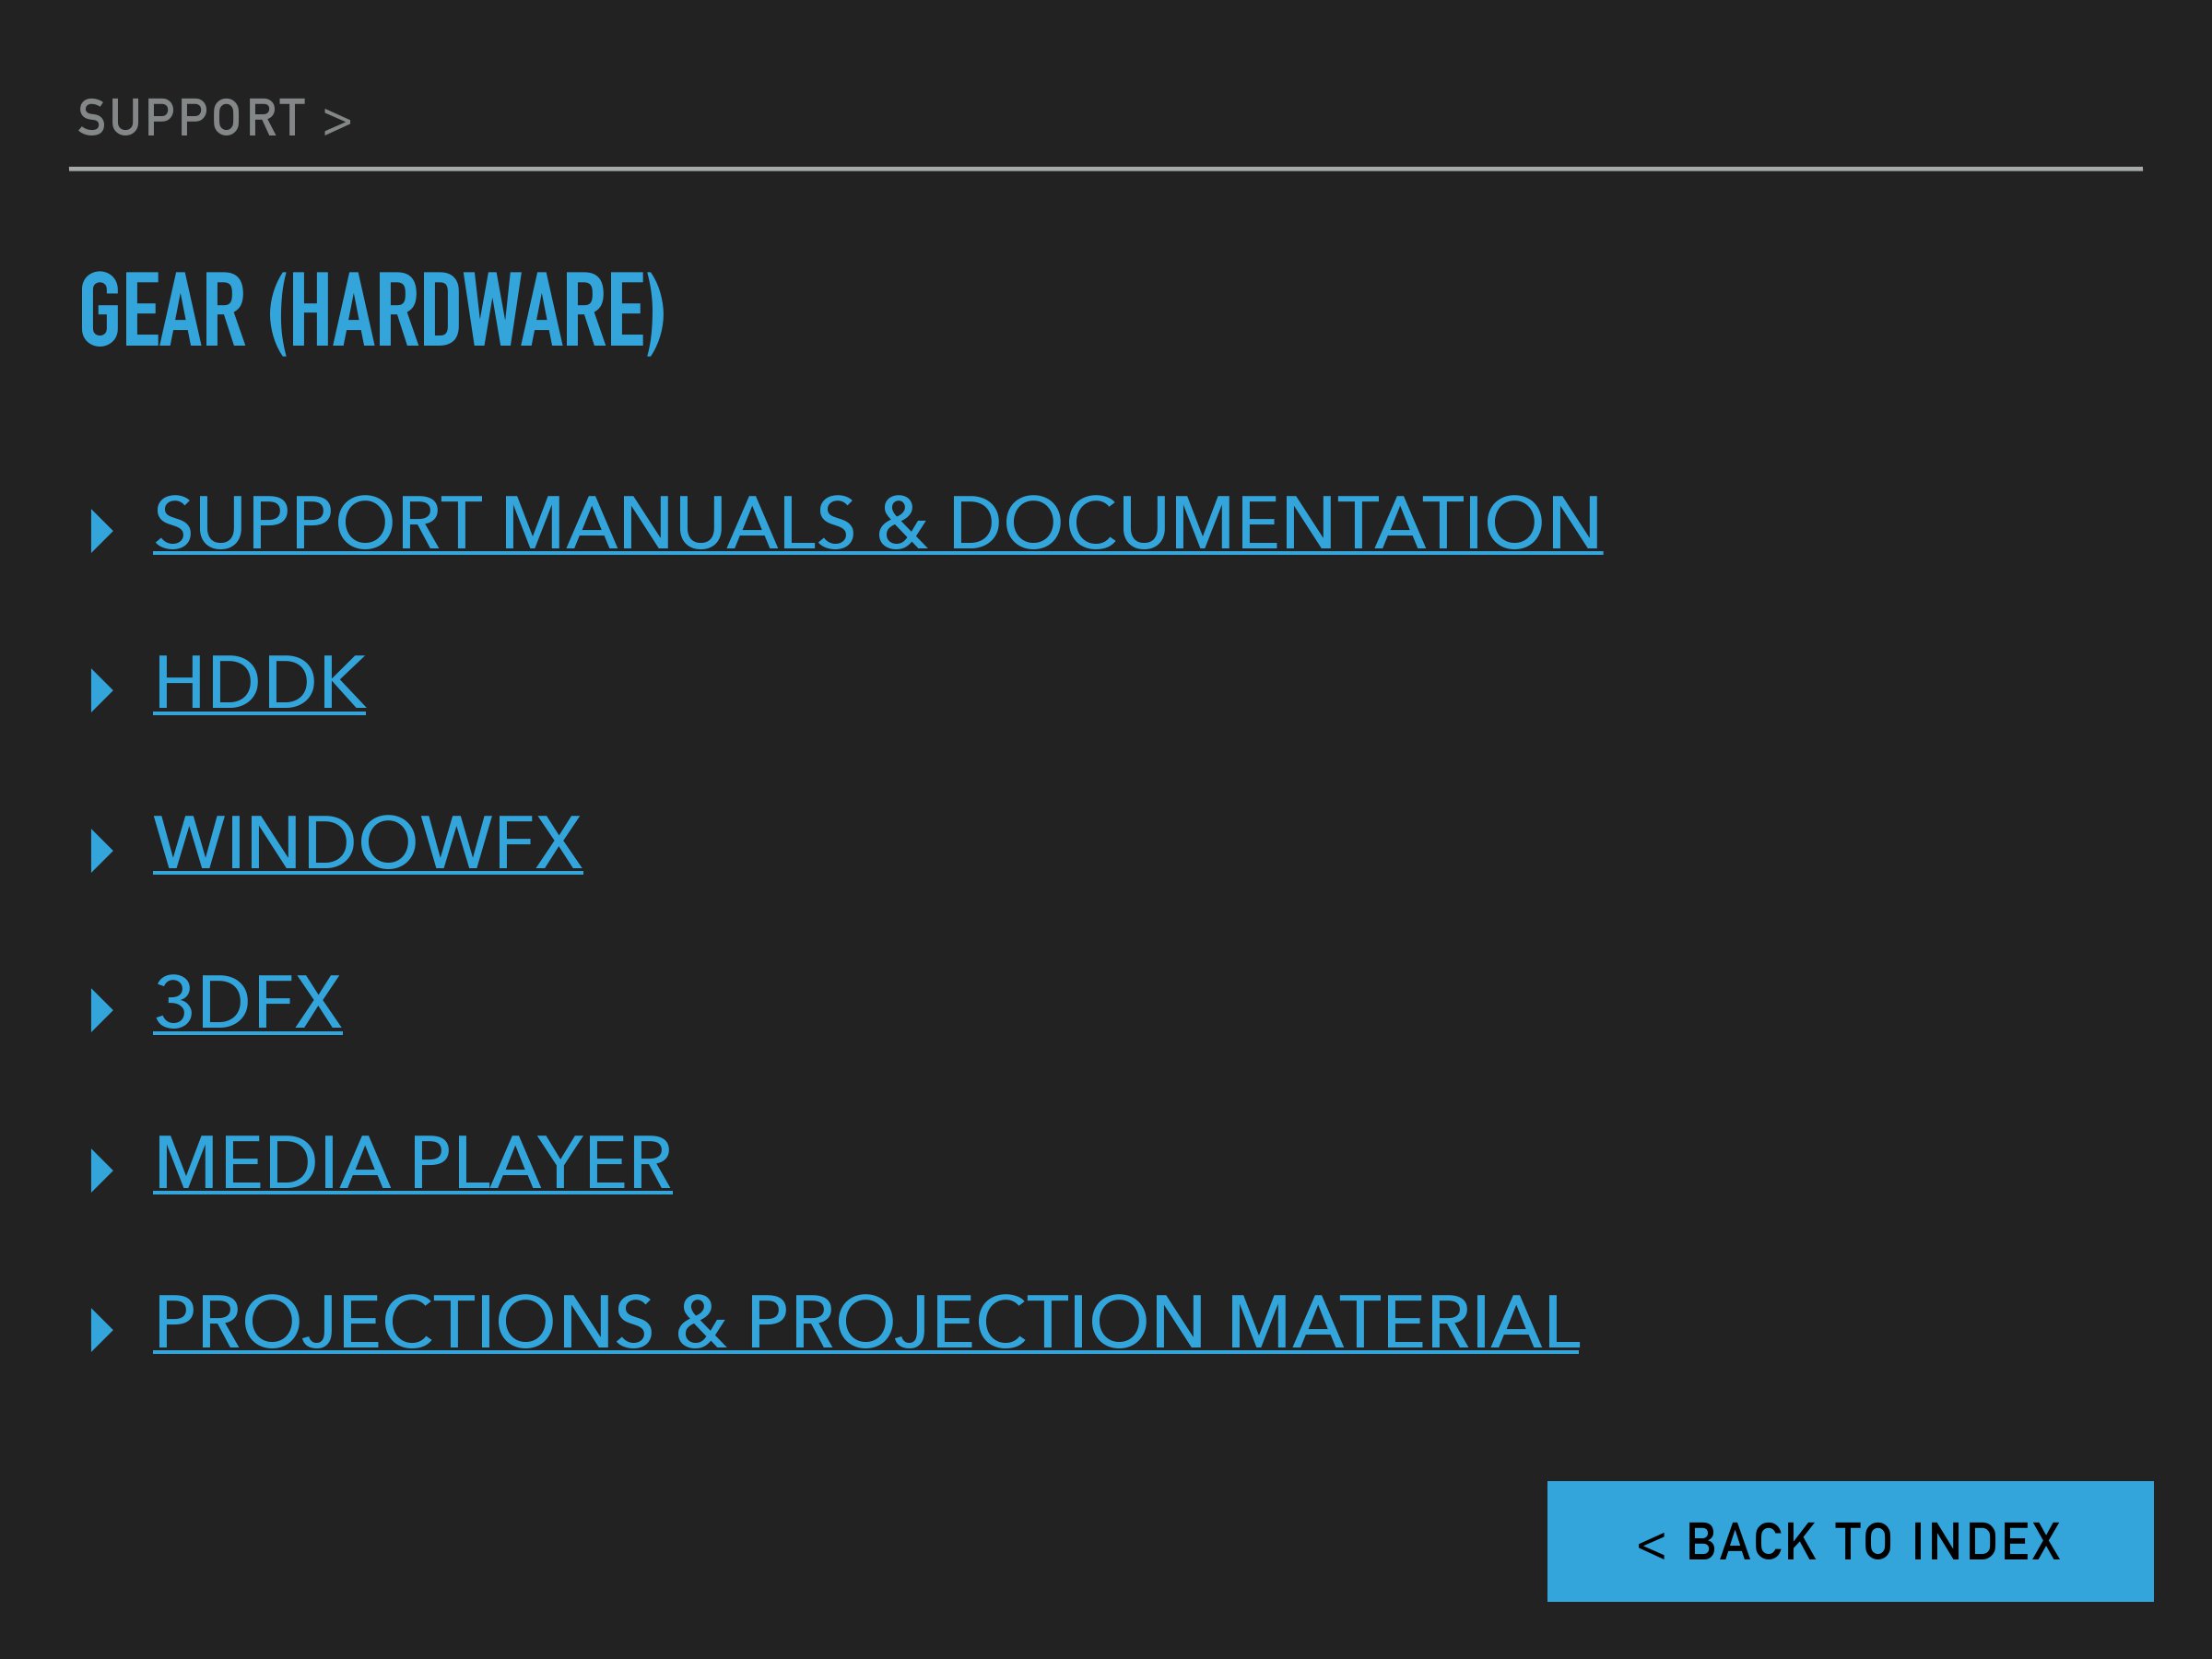 SUPPORT >
GEAR (HARDWARE)
SUPPORT MANUALS & DOCUMENTATION
HDDK
WINDOWFX
3DFX
MEDIA PLAYER
PROJECTIONS & PROJECTION MATERIAL
< BACK TO INDEX